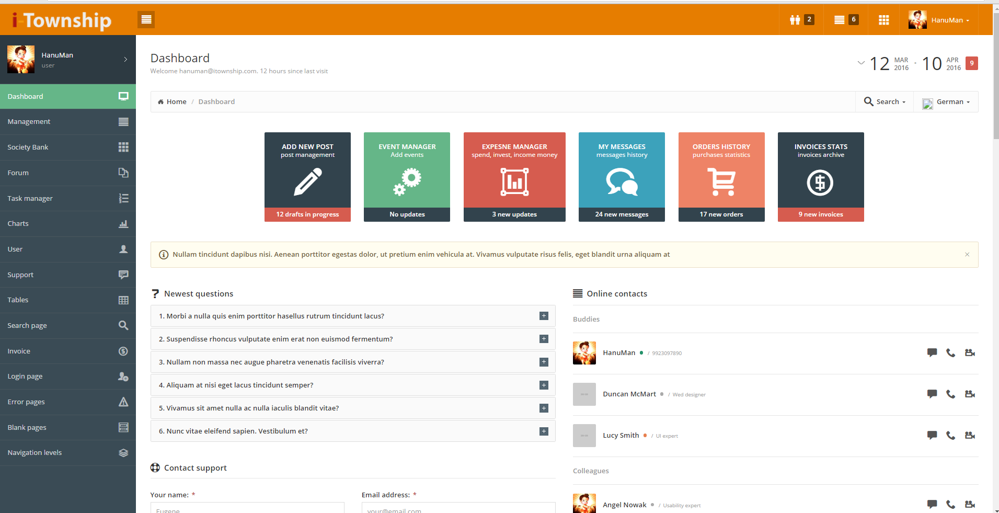 i-Township
2
6
HanuMan
HanuMan
user
Dashboard
Management
Society Bank
Forum
Task manager
Charts
User
Support
Tables
Search page
Invoice
Login page
Error pages
Blank pages
Navigation levels
Dashboard
Welcome hanuman@itownship.com. 12 hours since last visit
12 MAR 2016 - 10 APR 2016 9
Home / Dashboard
Search
German
ADD NEW POST
post management
12 drafts in progress
EVENT MANAGER
Add events
No updates
EXPESNE MANAGER
spend, invest, income money
3 new updates
MY MESSAGES
messages history
24 new messages
ORDERS HISTORY
purchases statistics
17 new orders
INVOICES STATS
invoices archive
9 new invoices
Nullam tincidunt dapibus nisi. Aenean porttitor egestas dolor, ut pretium enim vehicula at. Vivamus vulputate risus felis, eget blandit urna aliquam at
×
Newest questions
1. Morbi a nulla quis enim porttitor hasellus rutrum tincidunt lacus?
2. Suspendisse rhoncus vulputate enim erat non euismod fermentum?
3. Nullam non massa nec augue pharetra venenatis facilisis viverra?
4. Aliquam at nisi eget lacus tincidunt semper?
5. Vivamus sit amet nulla ac nulla iaculis blandit vitae?
6. Nunc vitae eleifend sapien. Vestibulum et?
Contact support
Your name: *
Eugene
Email address: *
your@email.com
Online contacts
Buddies
HanuMan / 9923097890
Duncan McMart / Wed designer
Lucy Smith / UI expert
Colleagues
Angel Nowak / Usability expert